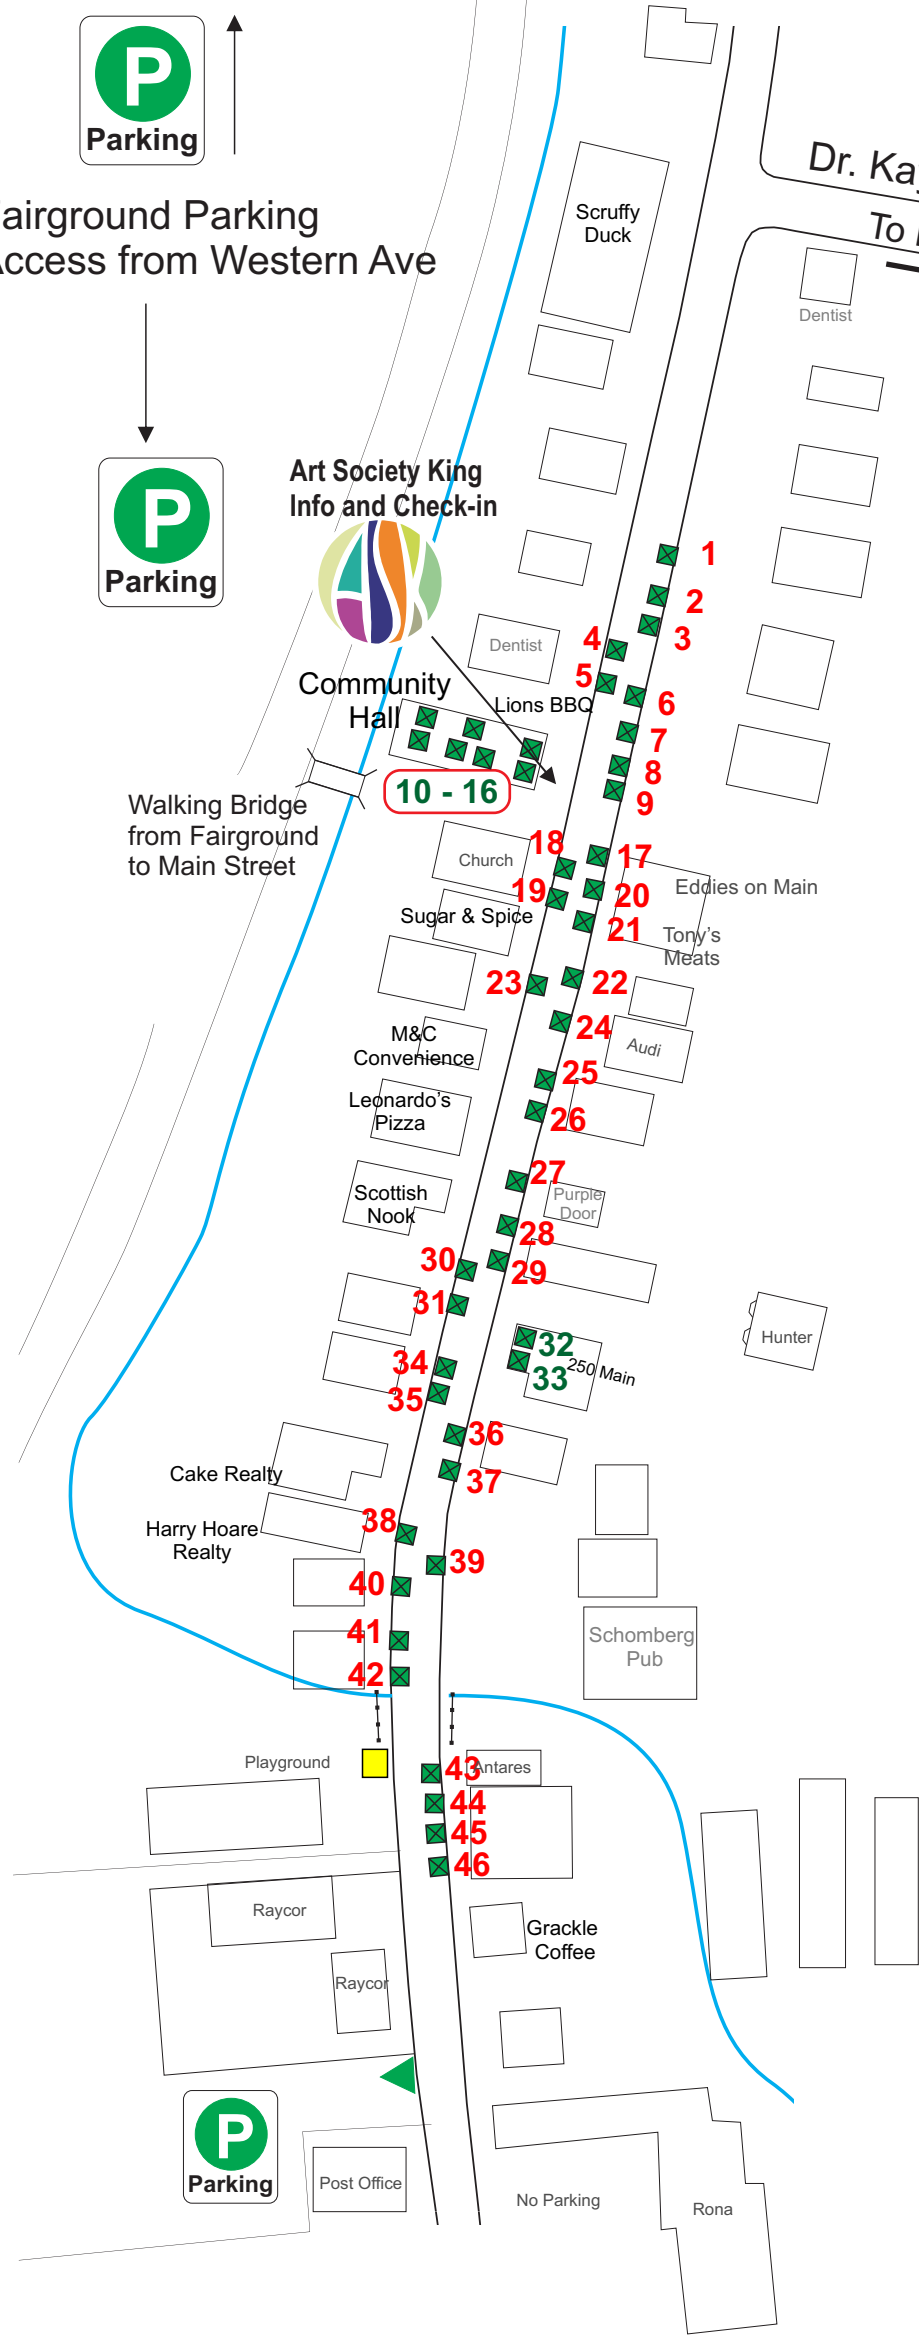 P
Parking
Dr. Ka
To
airground Parking
Access from Western Ave
Scruffy
Duck
Dentist
P
Parking
Art Society King
Info and Check-in
1
2
3
4
5
Dentist
Community
Hall
Lions BBQ
6
7
8
9
10 - 16
Walking Bridge
from Fairground
to Main Street
18
17
Church
19
20
Eddies on Main
Sugar & Spice
21
Tony's
Meats
23
22
24
M&C
Convenience
Audi
25
Leonardo's
Pizza
26
27
Scottish
Nook
Purple
Door
28
30
29
31
32
Hunter
34
33
250 Main
35
36
Cake Realty
37
38
Harry Hoare
Realty
39
40
41
Schomberg
Pub
42
Playground
43
Antares
44
45
46
Raycor
Grackle
Coffee
Raycor
P
Parking
Post Office
No Parking
Rona